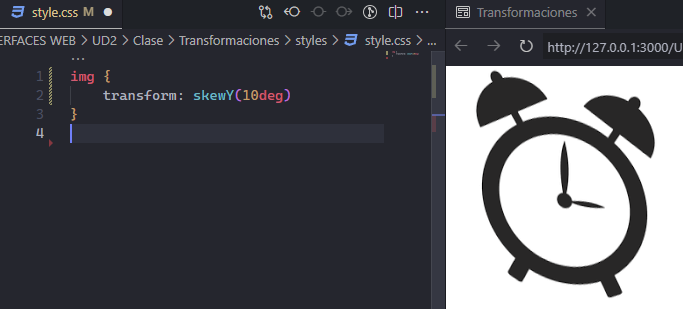 style.css M
Transformaciones
ERFACES WEB > UD2 > Clase > Transformaciones > styles > style.css > ...
http://127.0.0.1:3000/U
...
1 img {
2 transform: skewY(10deg)
3 }
4